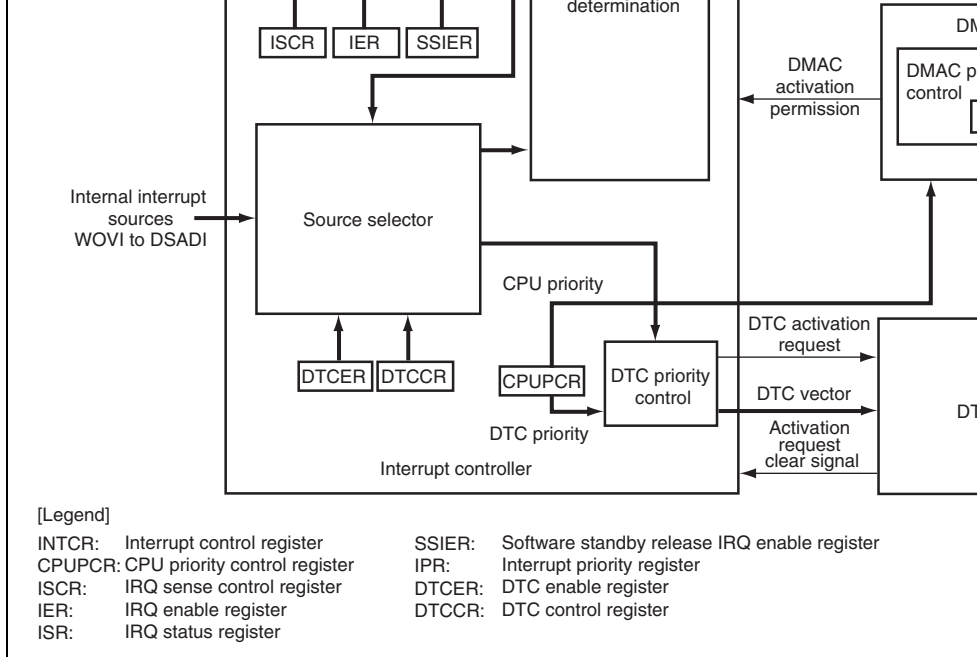 determination
ISCR IER SSIER
DM
DMAC
activation
permission
DMAC p
control
Internal interrupt
sources
WOVI to DSADI
Source selector
CPU priority
DTC activation
request
DTCER DTCCR
CPUPCR
DTC priority
control
DTC vector
DT
DTC priority
Activation
request
clear signal
Interrupt controller
[Legend]
INTCR: Interrupt control register
CPUPCR: CPU priority control register
ISCR: IRQ sense control register
IER: IRQ enable register
ISR: IRQ status register
SSIER: Software standby release IRQ enable register
IPR: Interrupt priority register
DTCER: DTC enable register
DTCCR: DTC control register